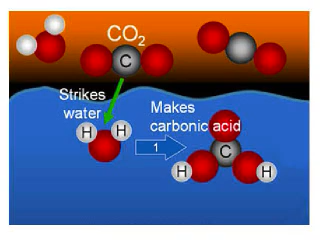 CO₂
C
Strikes
water
Makes
carbonic acid
H H
1
C
H H